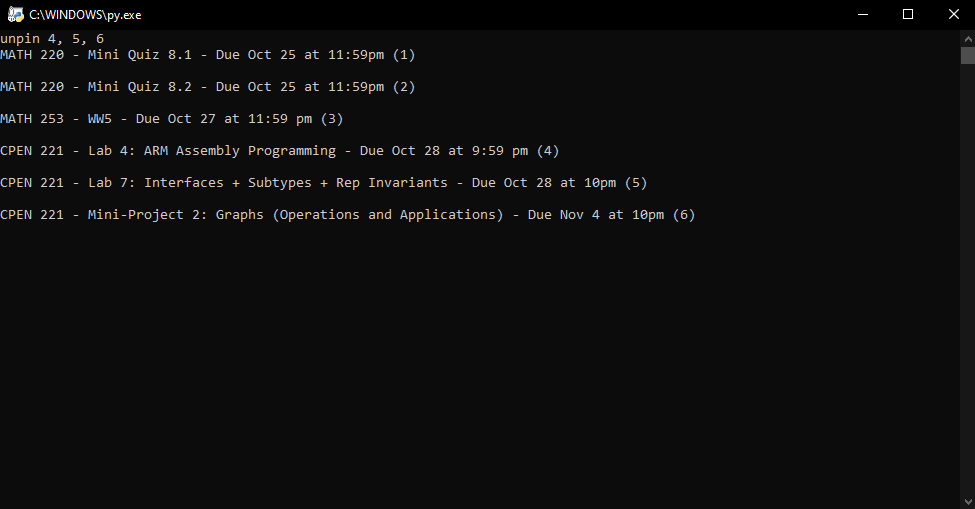 C:\WINDOWS\py.exe
unpin 4, 5, 6
MATH 220 - Mini Quiz 8.1 - Due Oct 25 at 11:59pm (1)
MATH 220 - Mini Quiz 8.2 - Due Oct 25 at 11:59pm (2)
MATH 253 - WW5 - Due Oct 27 at 11:59 pm (3)
CPEN 221 - Lab 4: ARM Assembly Programming - Due Oct 28 at 9:59 pm (4)
CPEN 221 - Lab 7: Interfaces + Subtypes + Rep Invariants - Due Oct 28 at 10pm (5)
CPEN 221 - Mini-Project 2: Graphs (Operations and Applications) - Due Nov 4 at 10pm (6)